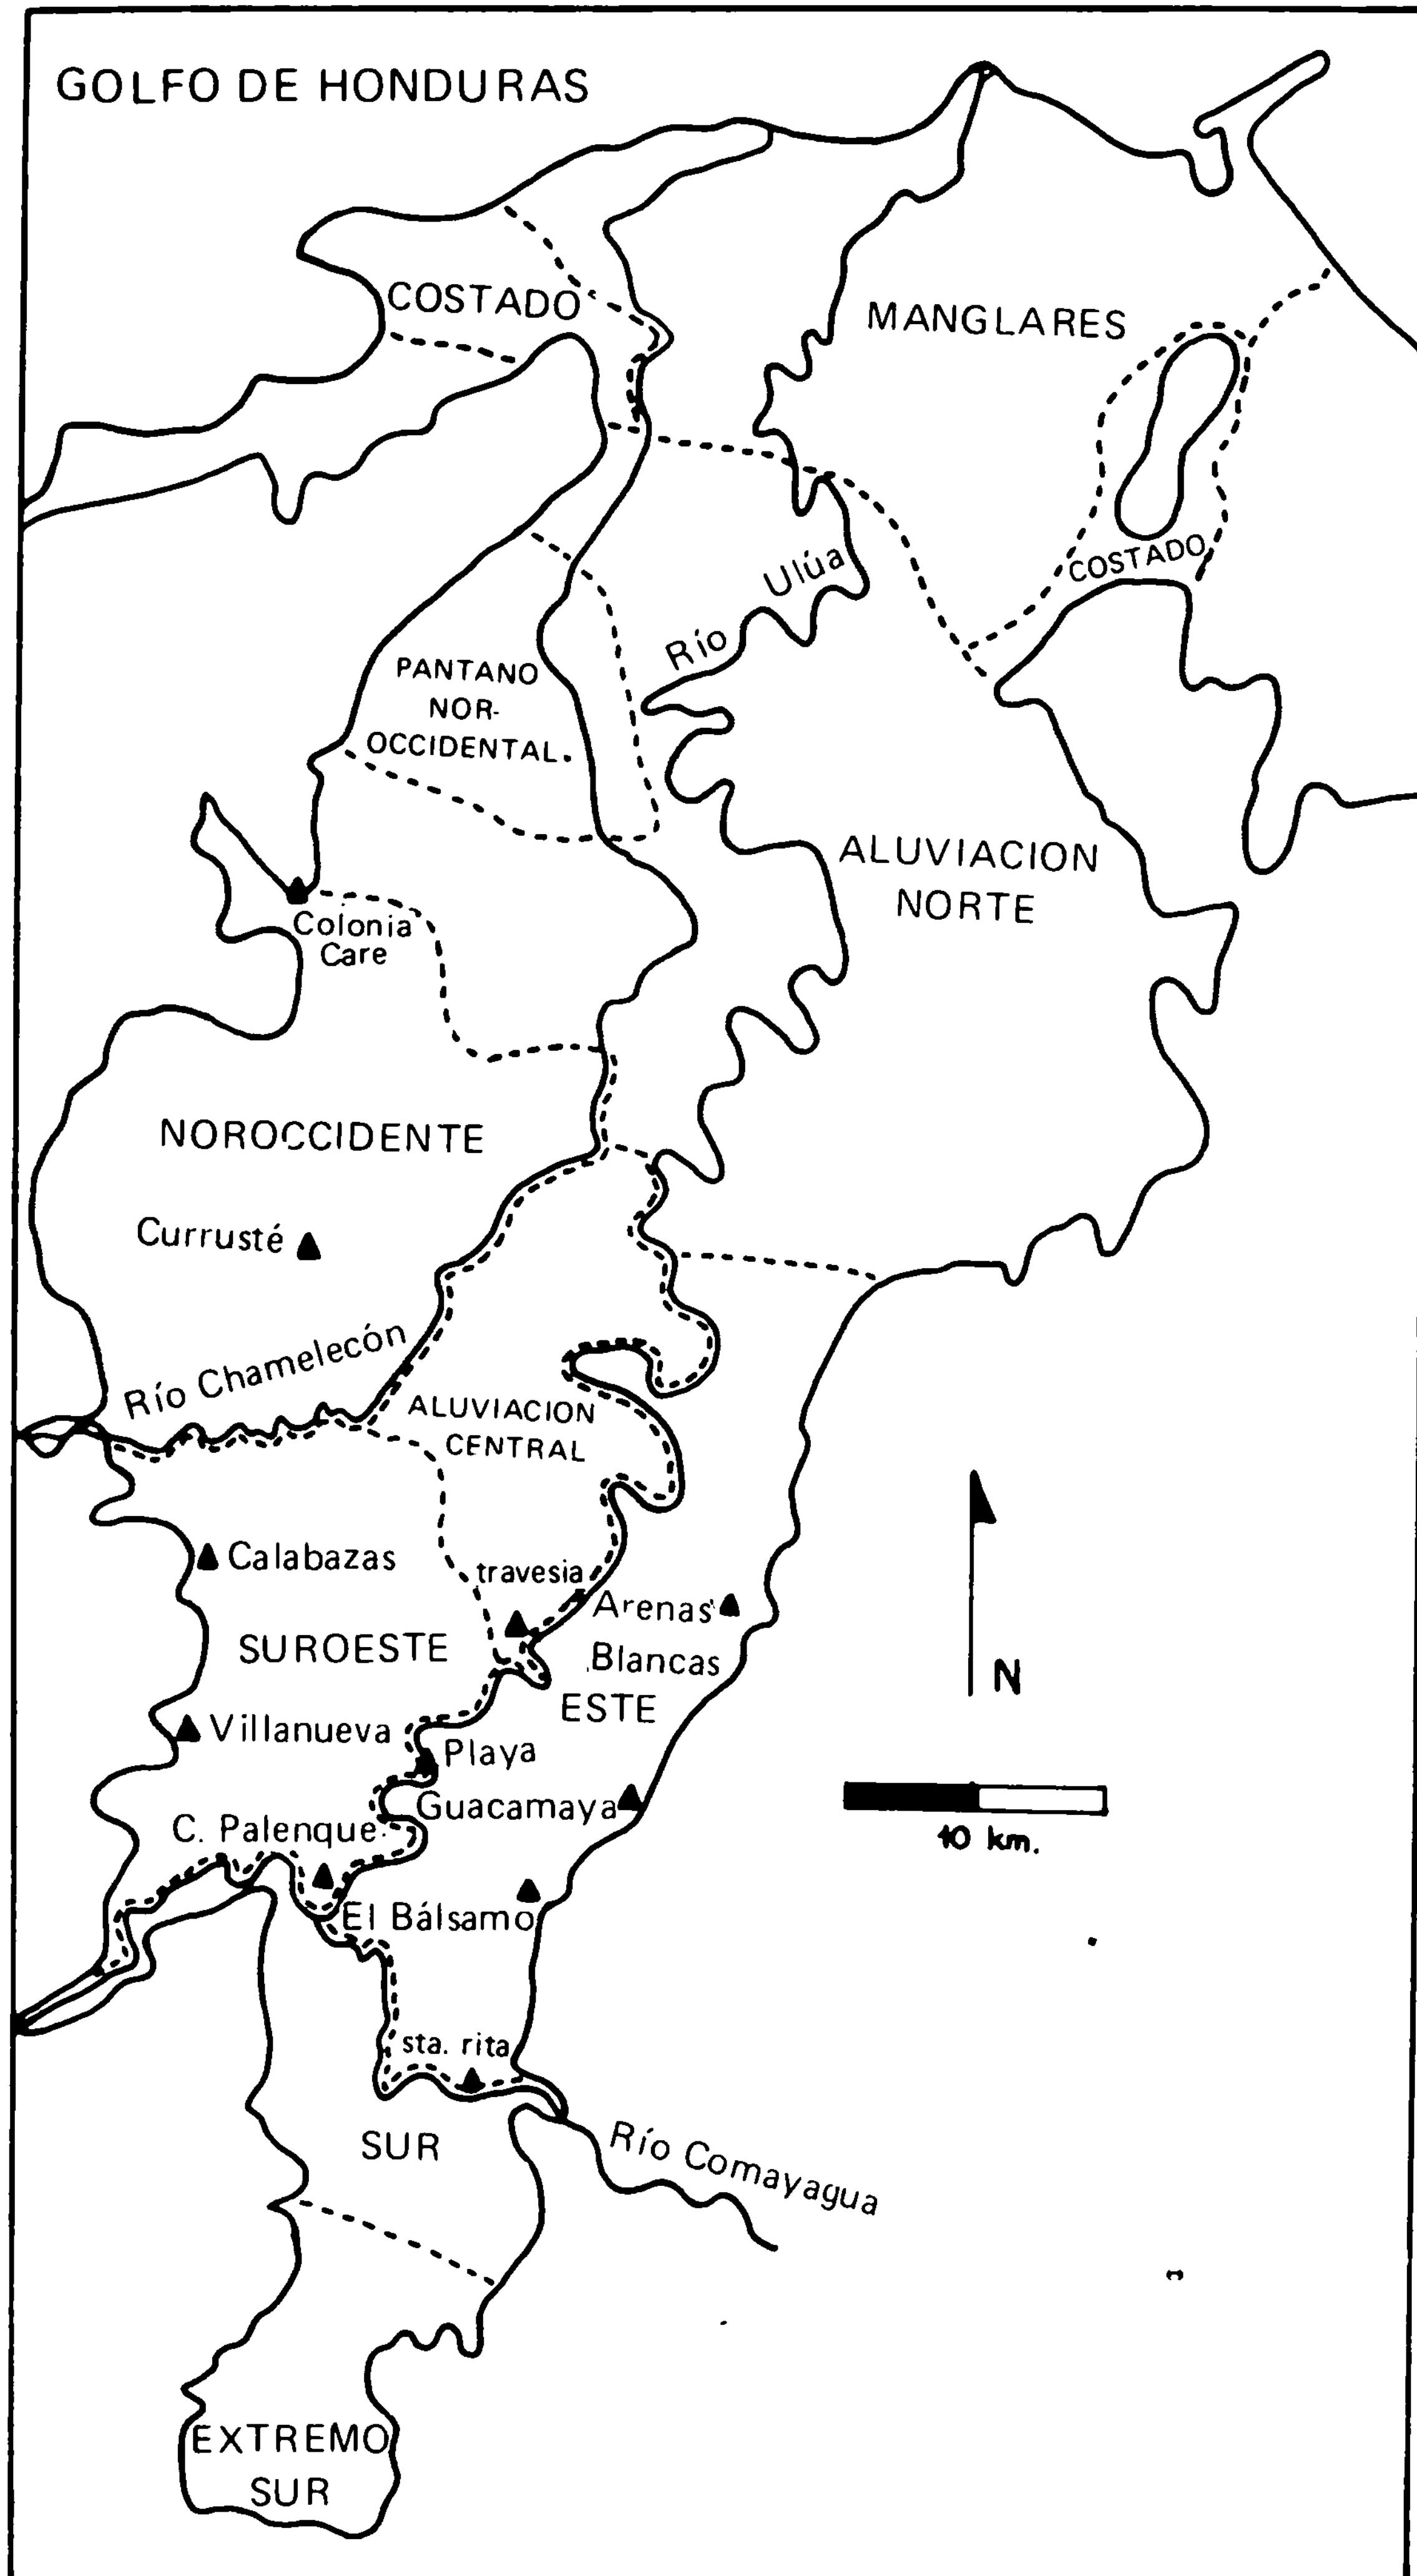 GOLFO DE HONDURAS
COSTADO
MANGLARES
COSTADO
Río Ulúa
PANTANO
NOR-
OCCIDENTAL.
ALUVIACION
NORTE
Colonia
Care
NOROCCIDENTE
Currusté
Río Chamelecón
ALUVIACION
CENTRAL
Calabazas
travesia
Arenas
Blancas
SUROESTE
ESTE
N
Villanueva
Playa
Guacamaya
C. Palenque
10 km.
El Bálsamo
sta. rita
SUR
Río Comayagua
EXTREMO
SUR